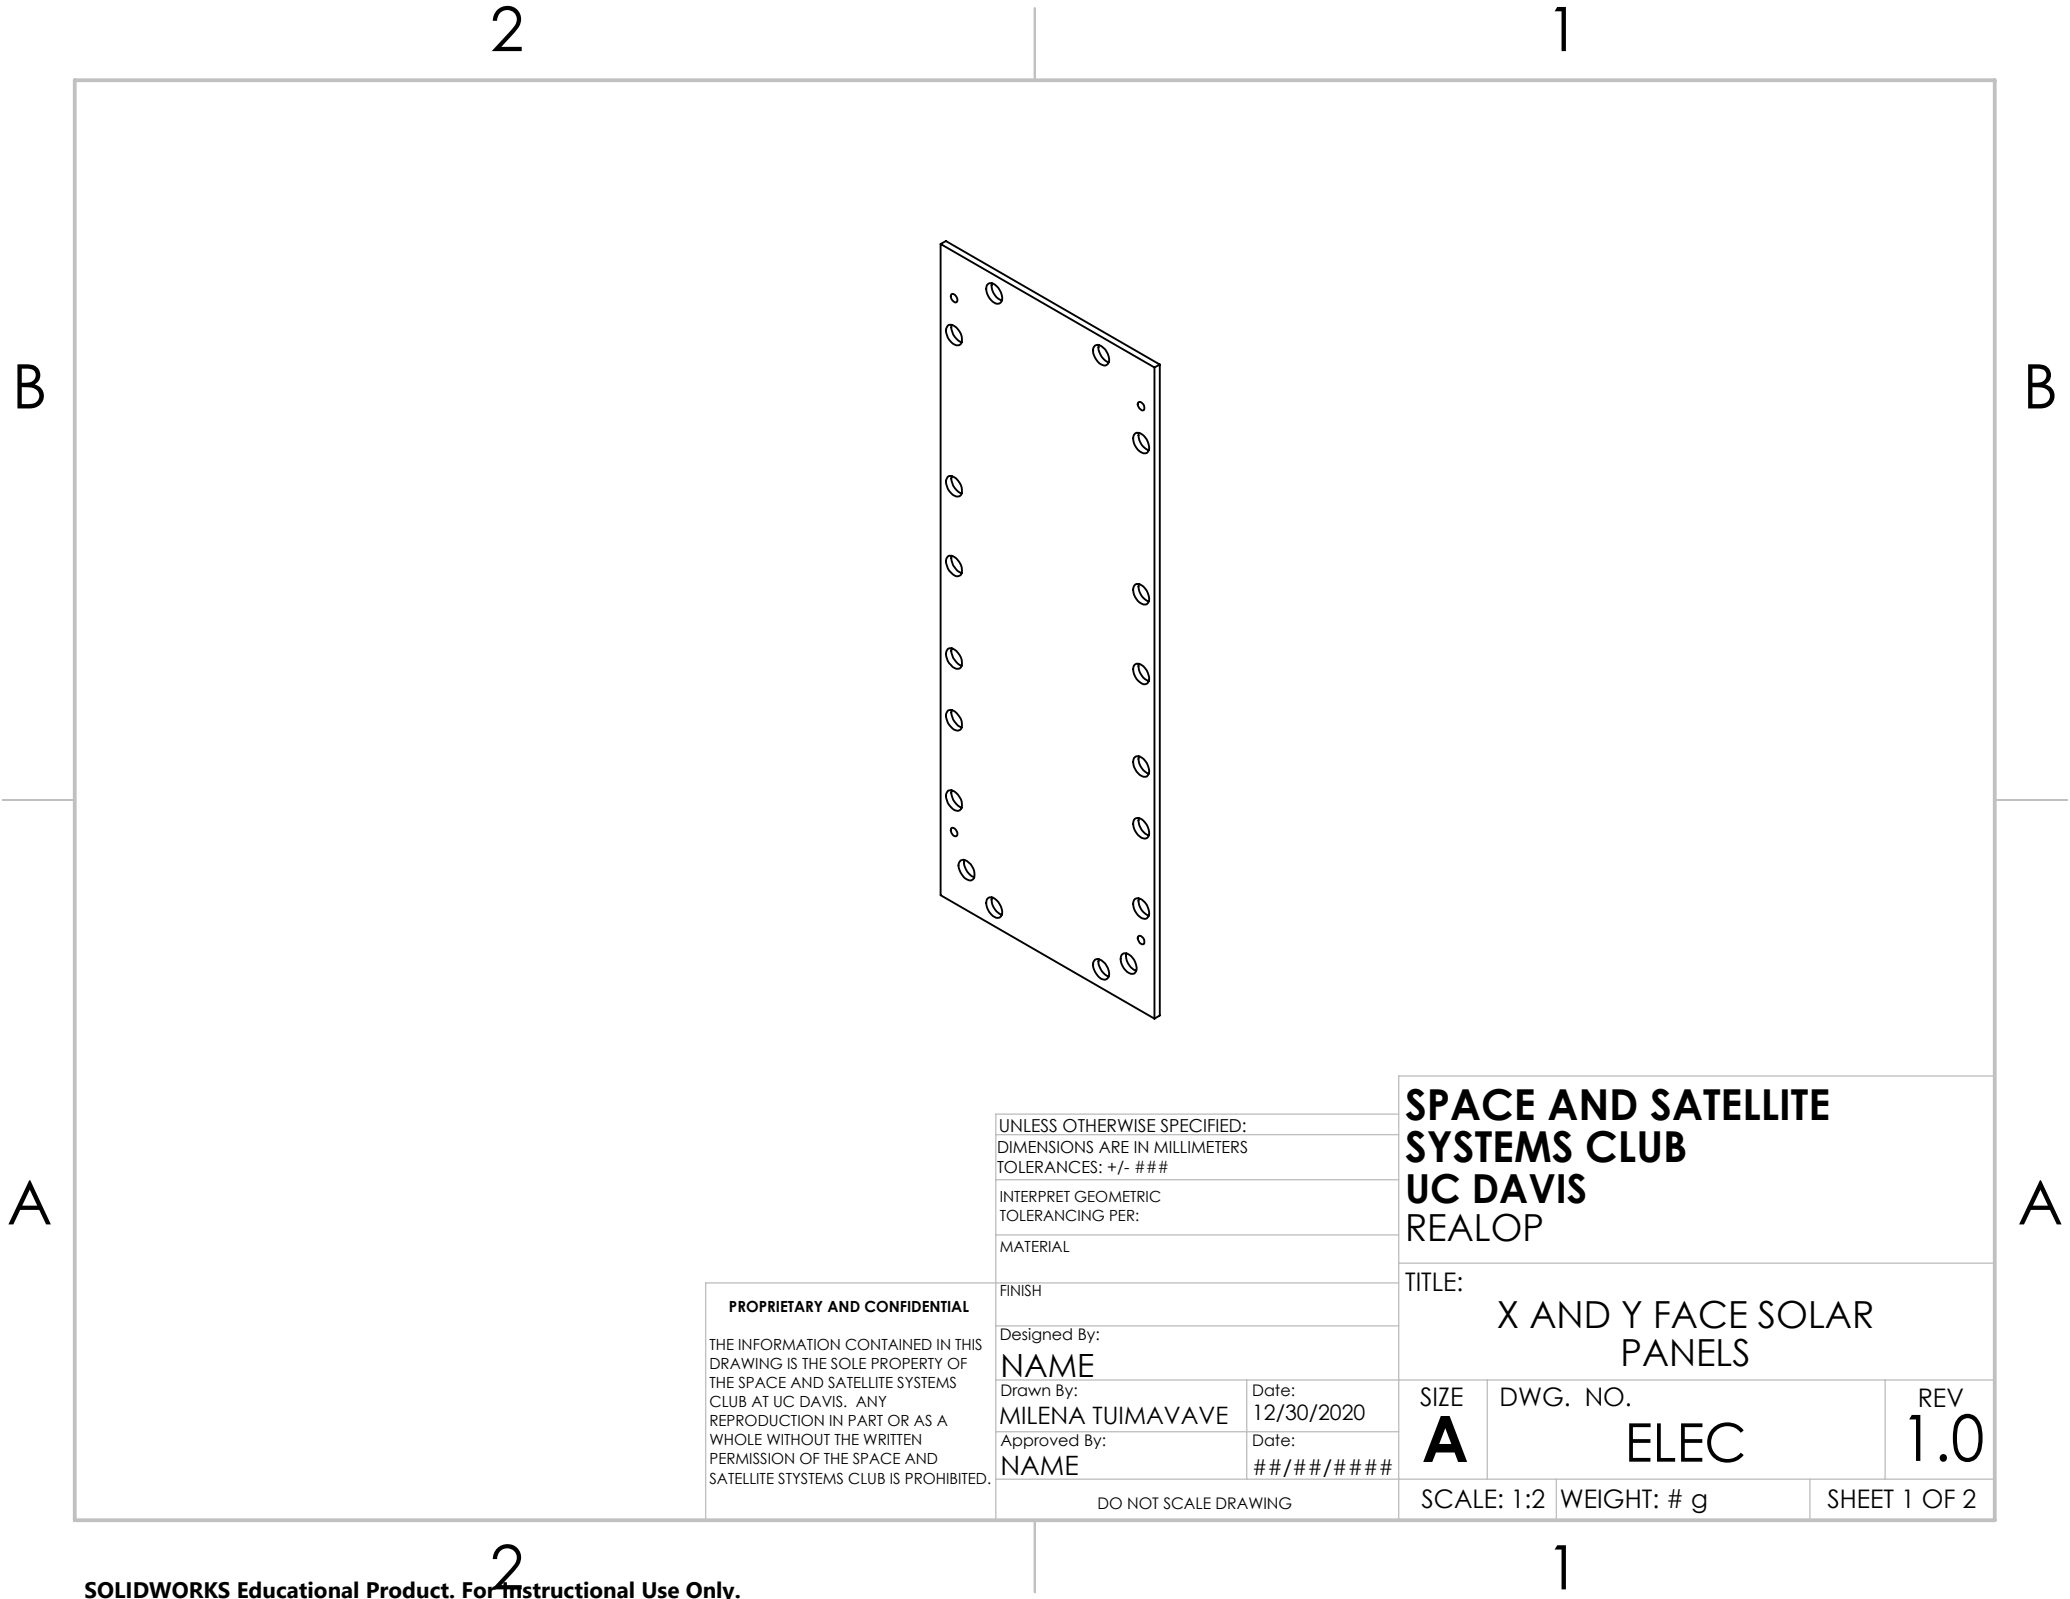 2
1
B
B
A
A
UNLESS OTHERWISE SPECIFIED:
DIMENSIONS ARE IN MILLIMETERS
TOLERANCES: +/- ###
INTERPRET GEOMETRIC
TOLERANCING PER:
MATERIAL
FINISH
Designed By:
NAME
Drawn By:
MILENA TUIMAVAVE
Date:
12/30/2020
Approved By:
NAME
Date:
##/##/####
DO NOT SCALE DRAWING
PROPRIETARY AND CONFIDENTIAL
THE INFORMATION CONTAINED IN THIS
DRAWING IS THE SOLE PROPERTY OF
THE SPACE AND SATELLITE SYSTEMS
CLUB AT UC DAVIS. ANY
REPRODUCTION IN PART OR AS A
WHOLE WITHOUT THE WRITTEN
PERMISSION OF THE SPACE AND
SATELLITE STYSTEMS CLUB IS PROHIBITED.
SPACE AND SATELLITE
SYSTEMS CLUB
UC DAVIS
REALOP
TITLE:
X AND Y FACE SOLAR
PANELS
SIZE
A
DWG. NO.
ELEC
REV
1.0
SCALE: 1:2
WEIGHT: # g
SHEET 1 OF 2
2
1
SOLIDWORKS Educational Product. For Instructional Use Only.